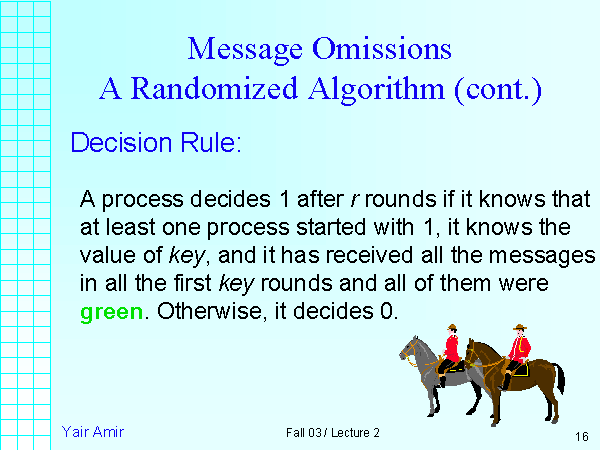 Message Omissions
A Randomized Algorithm (cont.)
Decision Rule:
A process decides 1 after r rounds if it knows that
at least one process started with 1, it knows the
value of key, and it has received all the messages
in all the first key rounds and all of them were
green. Otherwise, it decides 0.
Yair Amir
Fall 03 / Lecture 2
16